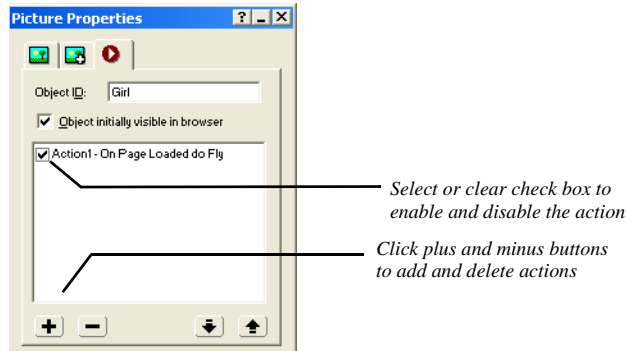 Picture Properties
Object ID: Girl
Object initially visible in browser
Action1 - On Page Loaded do Fly
Select or clear check box to
enable and disable the action
Click plus and minus buttons
to add and delete actions